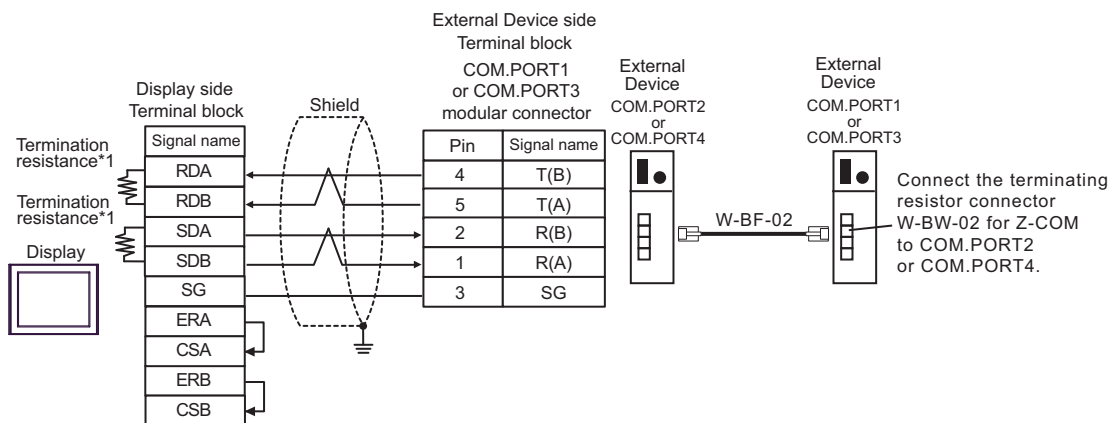 External Device side
Terminal block
COM.PORT1
or COM.PORT3
modular connector
Display side
Terminal block
Shield
External
Device
COM.PORT2
or
COM.PORT4
External
Device
COM.PORT1
or
COM.PORT3
Termination
resistance*1
Termination
resistance*1
Display
Signal name
RDA
RDB
SDA
SDB
SG
ERA
CSA
ERB
CSB
Pin Signal name
4 T(B)
5 T(A)
2 R(B)
1 R(A)
3 SG
W-BF-02
Connect the terminating
resistor connector
W-BW-02 for Z-COM
to COM.PORT2
or COM.PORT4.